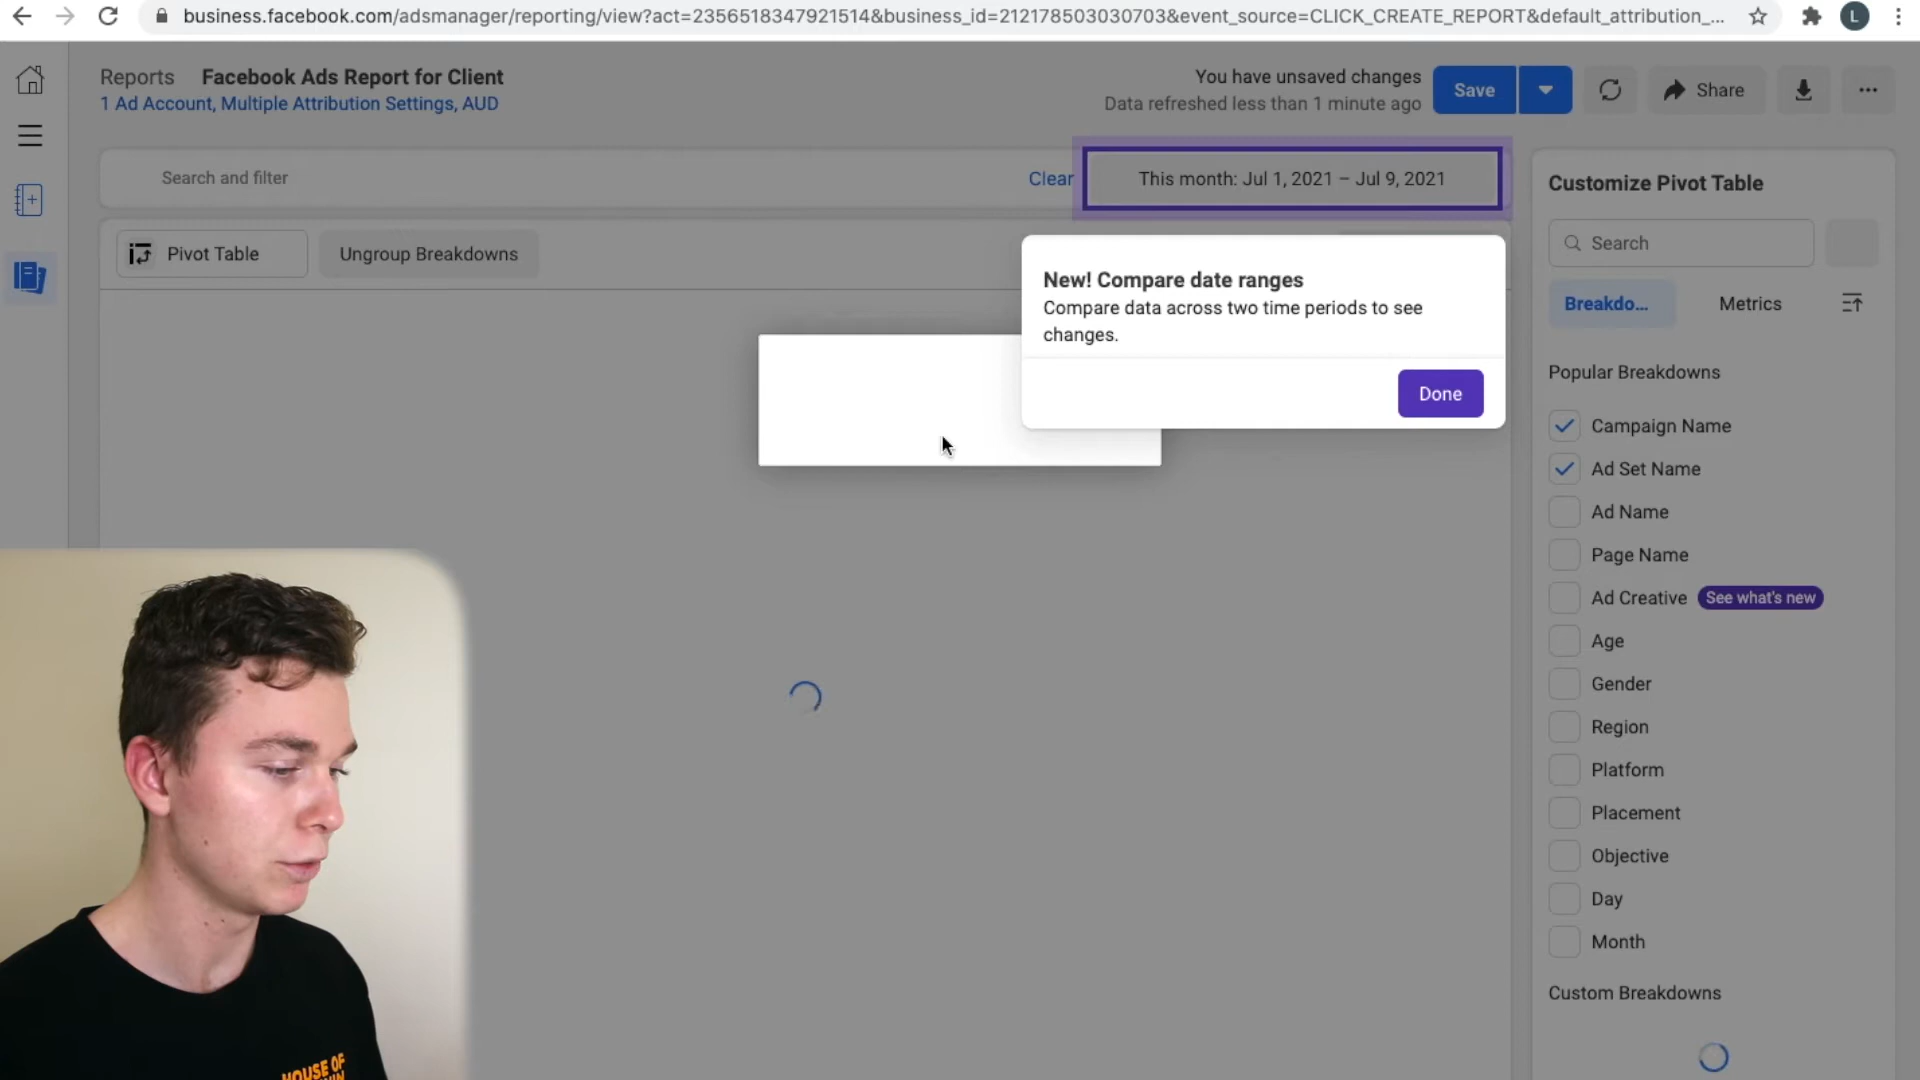 business.facebook.com/adsmanager/reporting/view?act=2356518347921514&business_id=212178503030703&event_source=CLICK_CREATE_REPORT&default_attribution_...
L
Reports Facebook Ads Report for Client
1 Ad Account, Multiple Attribution Settings, AUD
You have unsaved changes
Data refreshed less than 1 minute ago
Save
Share
Search and filter
Clear
This month: Jul 1, 2021 – Jul 9, 2021
Pivot Table
Ungroup Breakdowns
New! Compare date ranges
Compare data across two time periods to see
changes.
Done
Customize Pivot Table
Search
Breakdo...
Metrics
Popular Breakdowns
Campaign Name
Ad Set Name
Ad Name
Page Name
Ad Creative See what's new
Age
Gender
Region
Platform
Placement
Objective
Day
Month
Custom Breakdowns
HOUSE OF